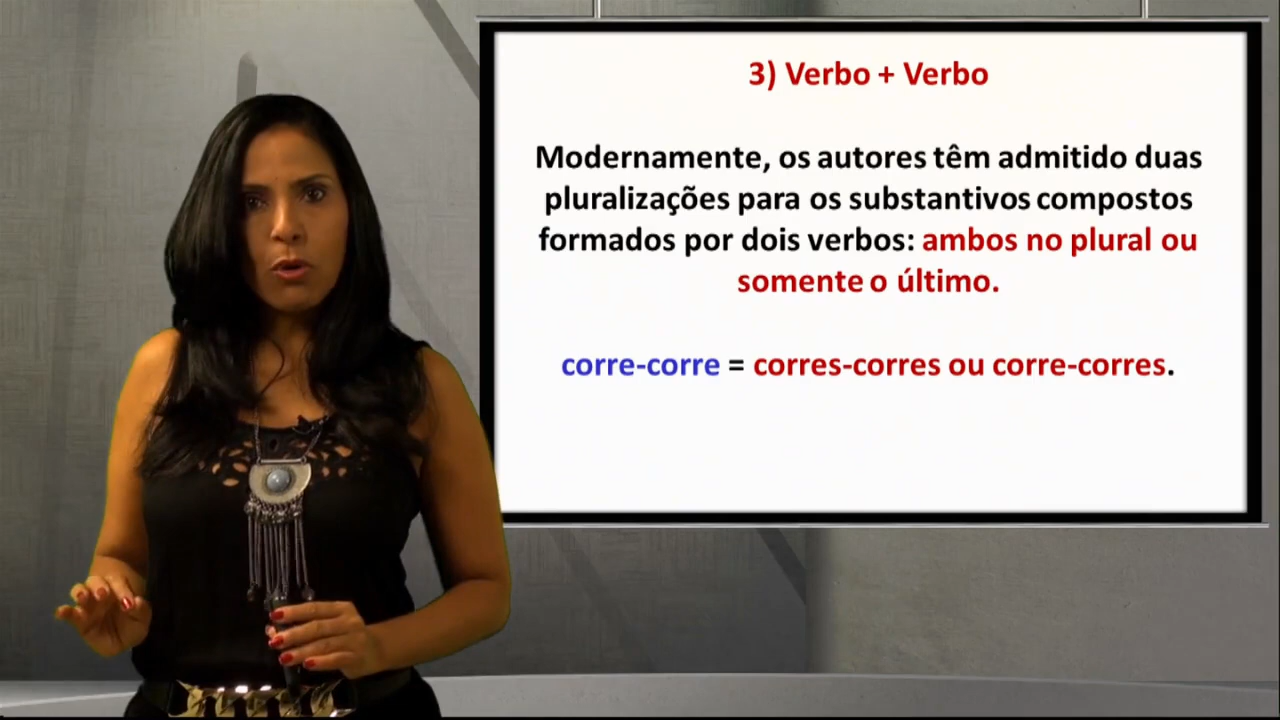 3) Verbo + Verbo
Modernamente, os autores têm admitido duas
pluralizações para os substantivos compostos
formados por dois verbos: ambos no plural ou
somente o último.
corre-corre = corres-corres ou corre-corres.